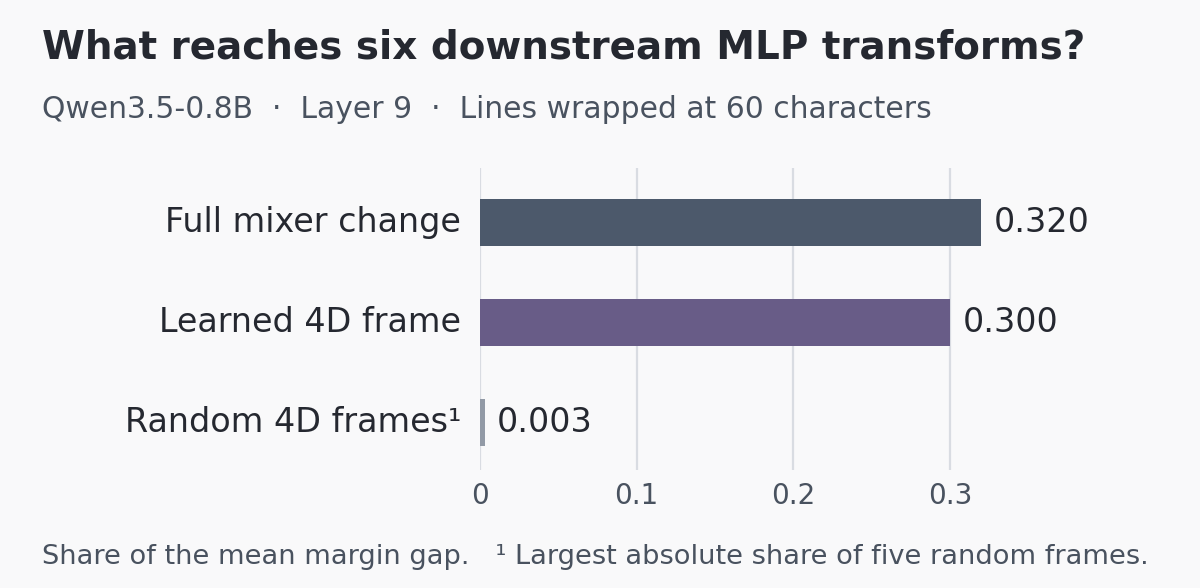 What reaches six downstream MLP transforms?
Qwen3.5-0.8B · Layer 9 · Lines wrapped at 60 characters
Full mixer change 0.320
Learned 4D frame 0.300
Random 4D frames¹ 0.003
0 0.1 0.2 0.3
Share of the mean margin gap. ¹ Largest absolute share of five random frames.